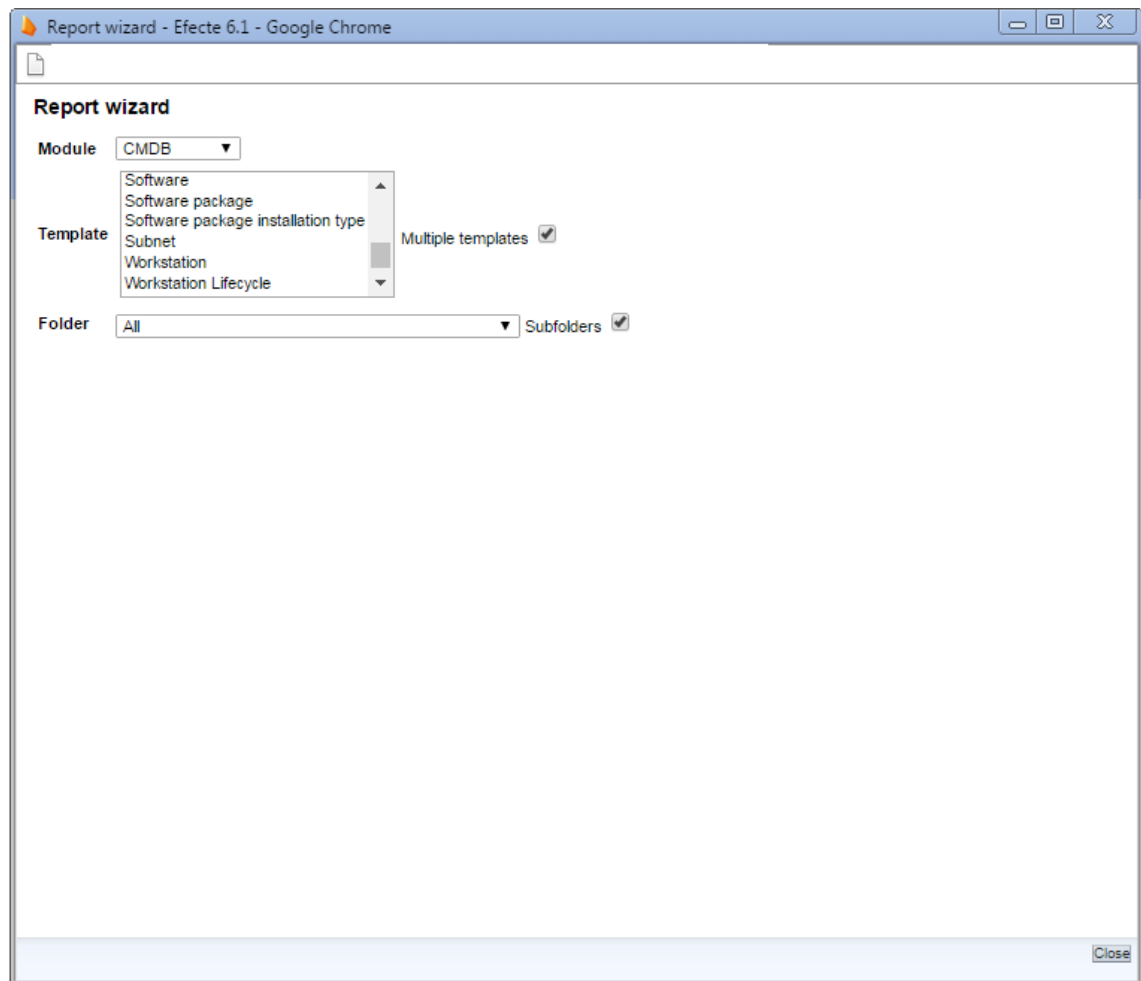 Report wizard - Efecte 6.1 - Google Chrome
Report wizard
Module CMDB
Software
Software package
Software package installation type
Template
Subnet
Multiple templates
Workstation
Workstation Lifecycle
Folder All Subfolders
Close